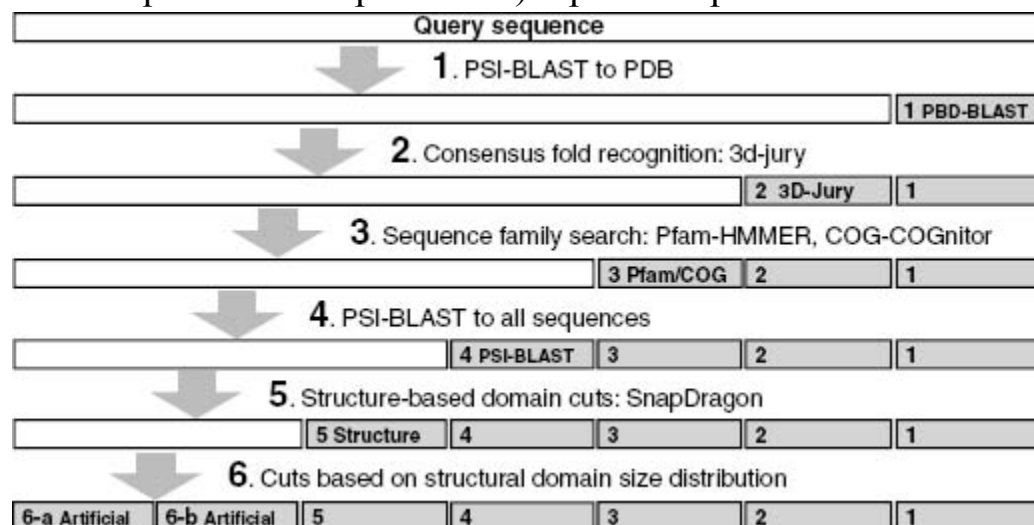 Query sequence
1. PSI-BLAST to PDB
1 PBD-BLAST
2. Consensus fold recognition: 3d-jury
2 3D-Jury 1
3. Sequence family search: Pfam-HMMER, COG-COGnitor
3 Pfam/COG 2 1
4. PSI-BLAST to all sequences
4 PSI-BLAST 3 2 1
5. Structure-based domain cuts: SnapDragon
5 Structure 4 3 2 1
6. Cuts based on structural domain size distribution
6-a Artificial 6-b Artificial 5 4 3 2 1